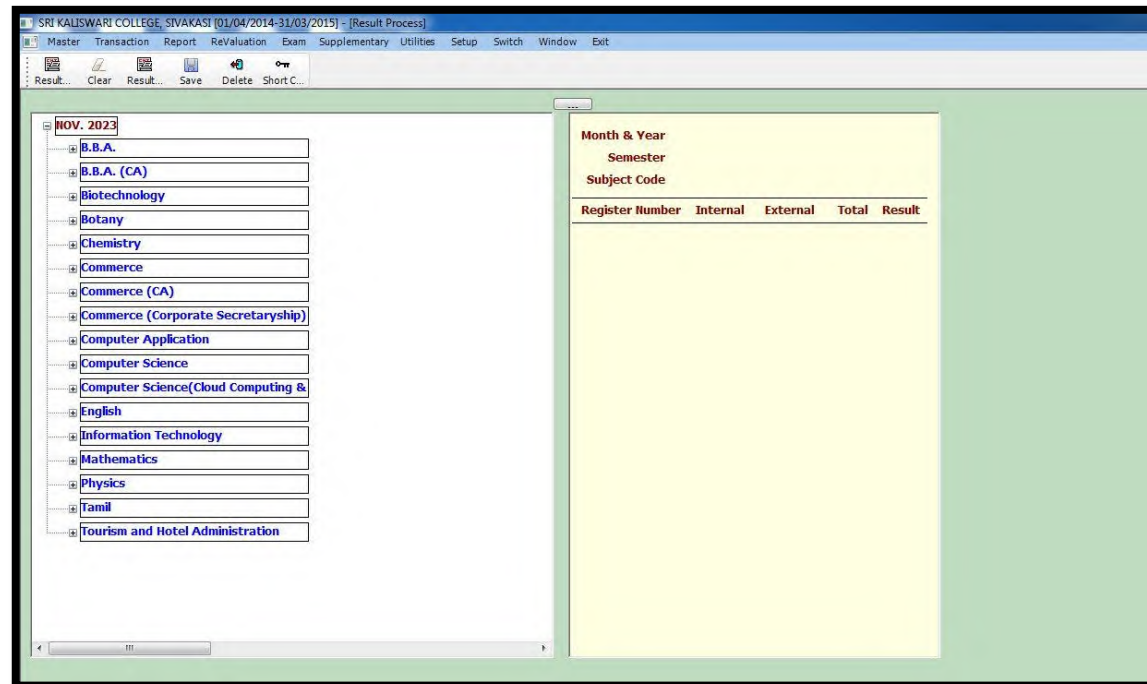 SRI KALISWARI COLLEGE, SIVAKASI [01/04/2014-31/03/2015] - [Result Process]
Master Transaction Report ReValuation Exam Supplementary Utilities Setup Switch Window Exit
Result... Clear Result... Save Delete Short C...
...
NOV. 2023
B.B.A.
B.B.A. (CA)
Biotechnology
Botany
Chemistry
Commerce
Commerce (CA)
Commerce (Corporate Secretaryship)
Computer Application
Computer Science
Computer Science(Cloud Computing &
English
Information Technology
Mathematics
Physics
Tamil
Tourism and Hotel Administration
Month & Year
Semester
Subject Code
Register Number Internal External Total Result